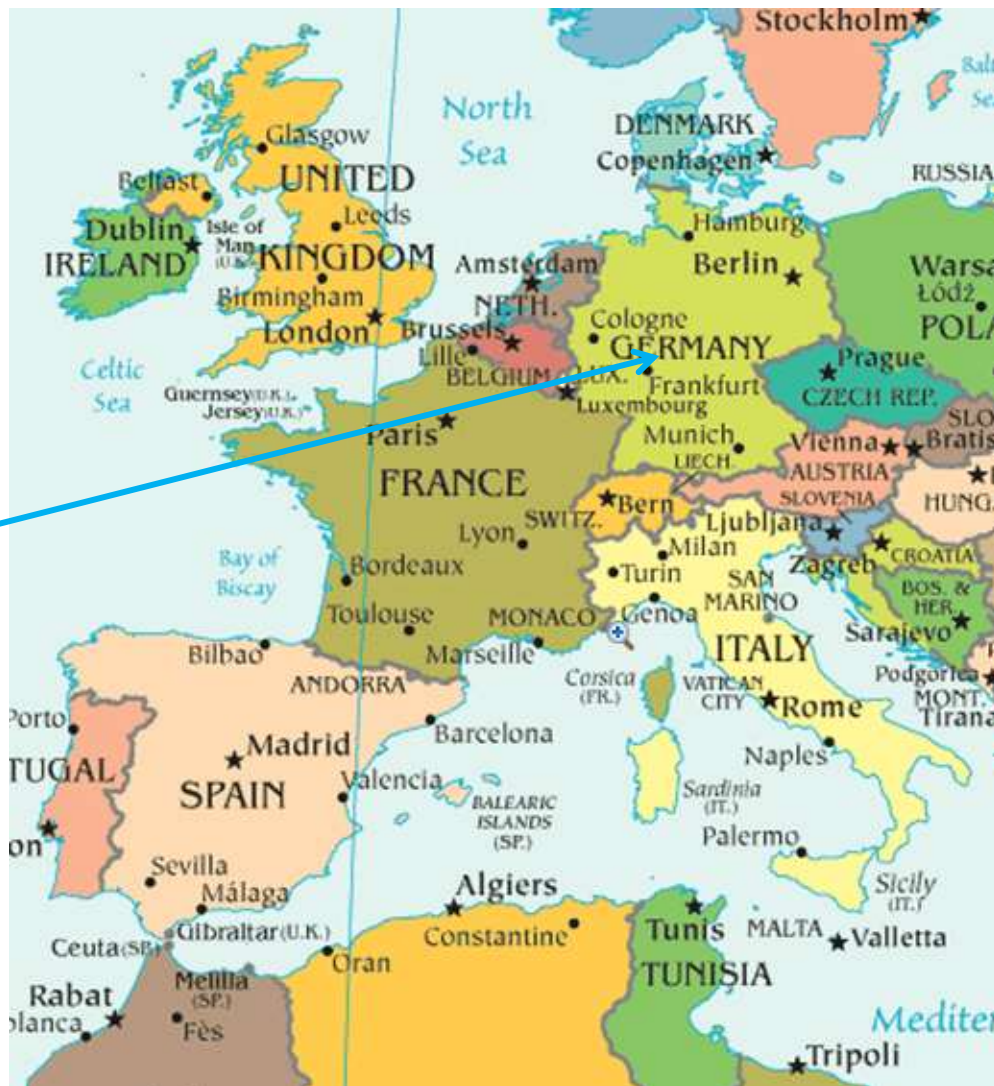 Stockholm
North
Sea
Baltic
DENMARK
Copenhagen
RUSSIA
Glasgow
UNITED
KINGDOM
Belfast
Leeds
Dublin
IRELAND
Isle of
Man
(U.K.)
Birmingham
London
Hamburg
Berlin
Amsterdam
NETH.
Brussels
Lille
BELGIUM
Cologne
GERMANY
LUX.
Frankfurt
Luxembourg
Prague
CZECH REP.
Warsa
Łódź
POLA
Celtic
Sea
Guernsey(U.K.)
Jersey(U.K.)
Paris
FRANCE
Munich
LIECH.
Vienna
AUSTRIA
SLO
Bratis
HUNG.
SLOVENIA
Bern
SWITZ.
Lyon
Ljubljana
Milan
Zagreb
CROATIA
Bay of
Biscay
Bordeaux
Turin
SAN
MARINO
BOS. &
HER.
Toulouse
MONACO
Genoa
Sarajevo
Bilbao
Marseille
ITALY
Podgorica
MONT.
Tirana
ANDORRA
Corsica
(FR.)
VATICAN
CITY
Rome
Porto
TUGAL
Barcelona
Naples
Madrid
SPAIN
Valencia
BALEARIC
ISLANDS
(SP.)
Sardinia
(IT.)
on
Palermo
Sevilla
Málaga
Algiers
Sicily
(IT.)
Gibraltar(U.K.)
Ceuta(SP.)
Constantine
Tunis
MALTA
Valletta
Oran
TUNISIA
Melilla
(SP.)
Rabat
blanca
Fès
Mediter
Tripoli